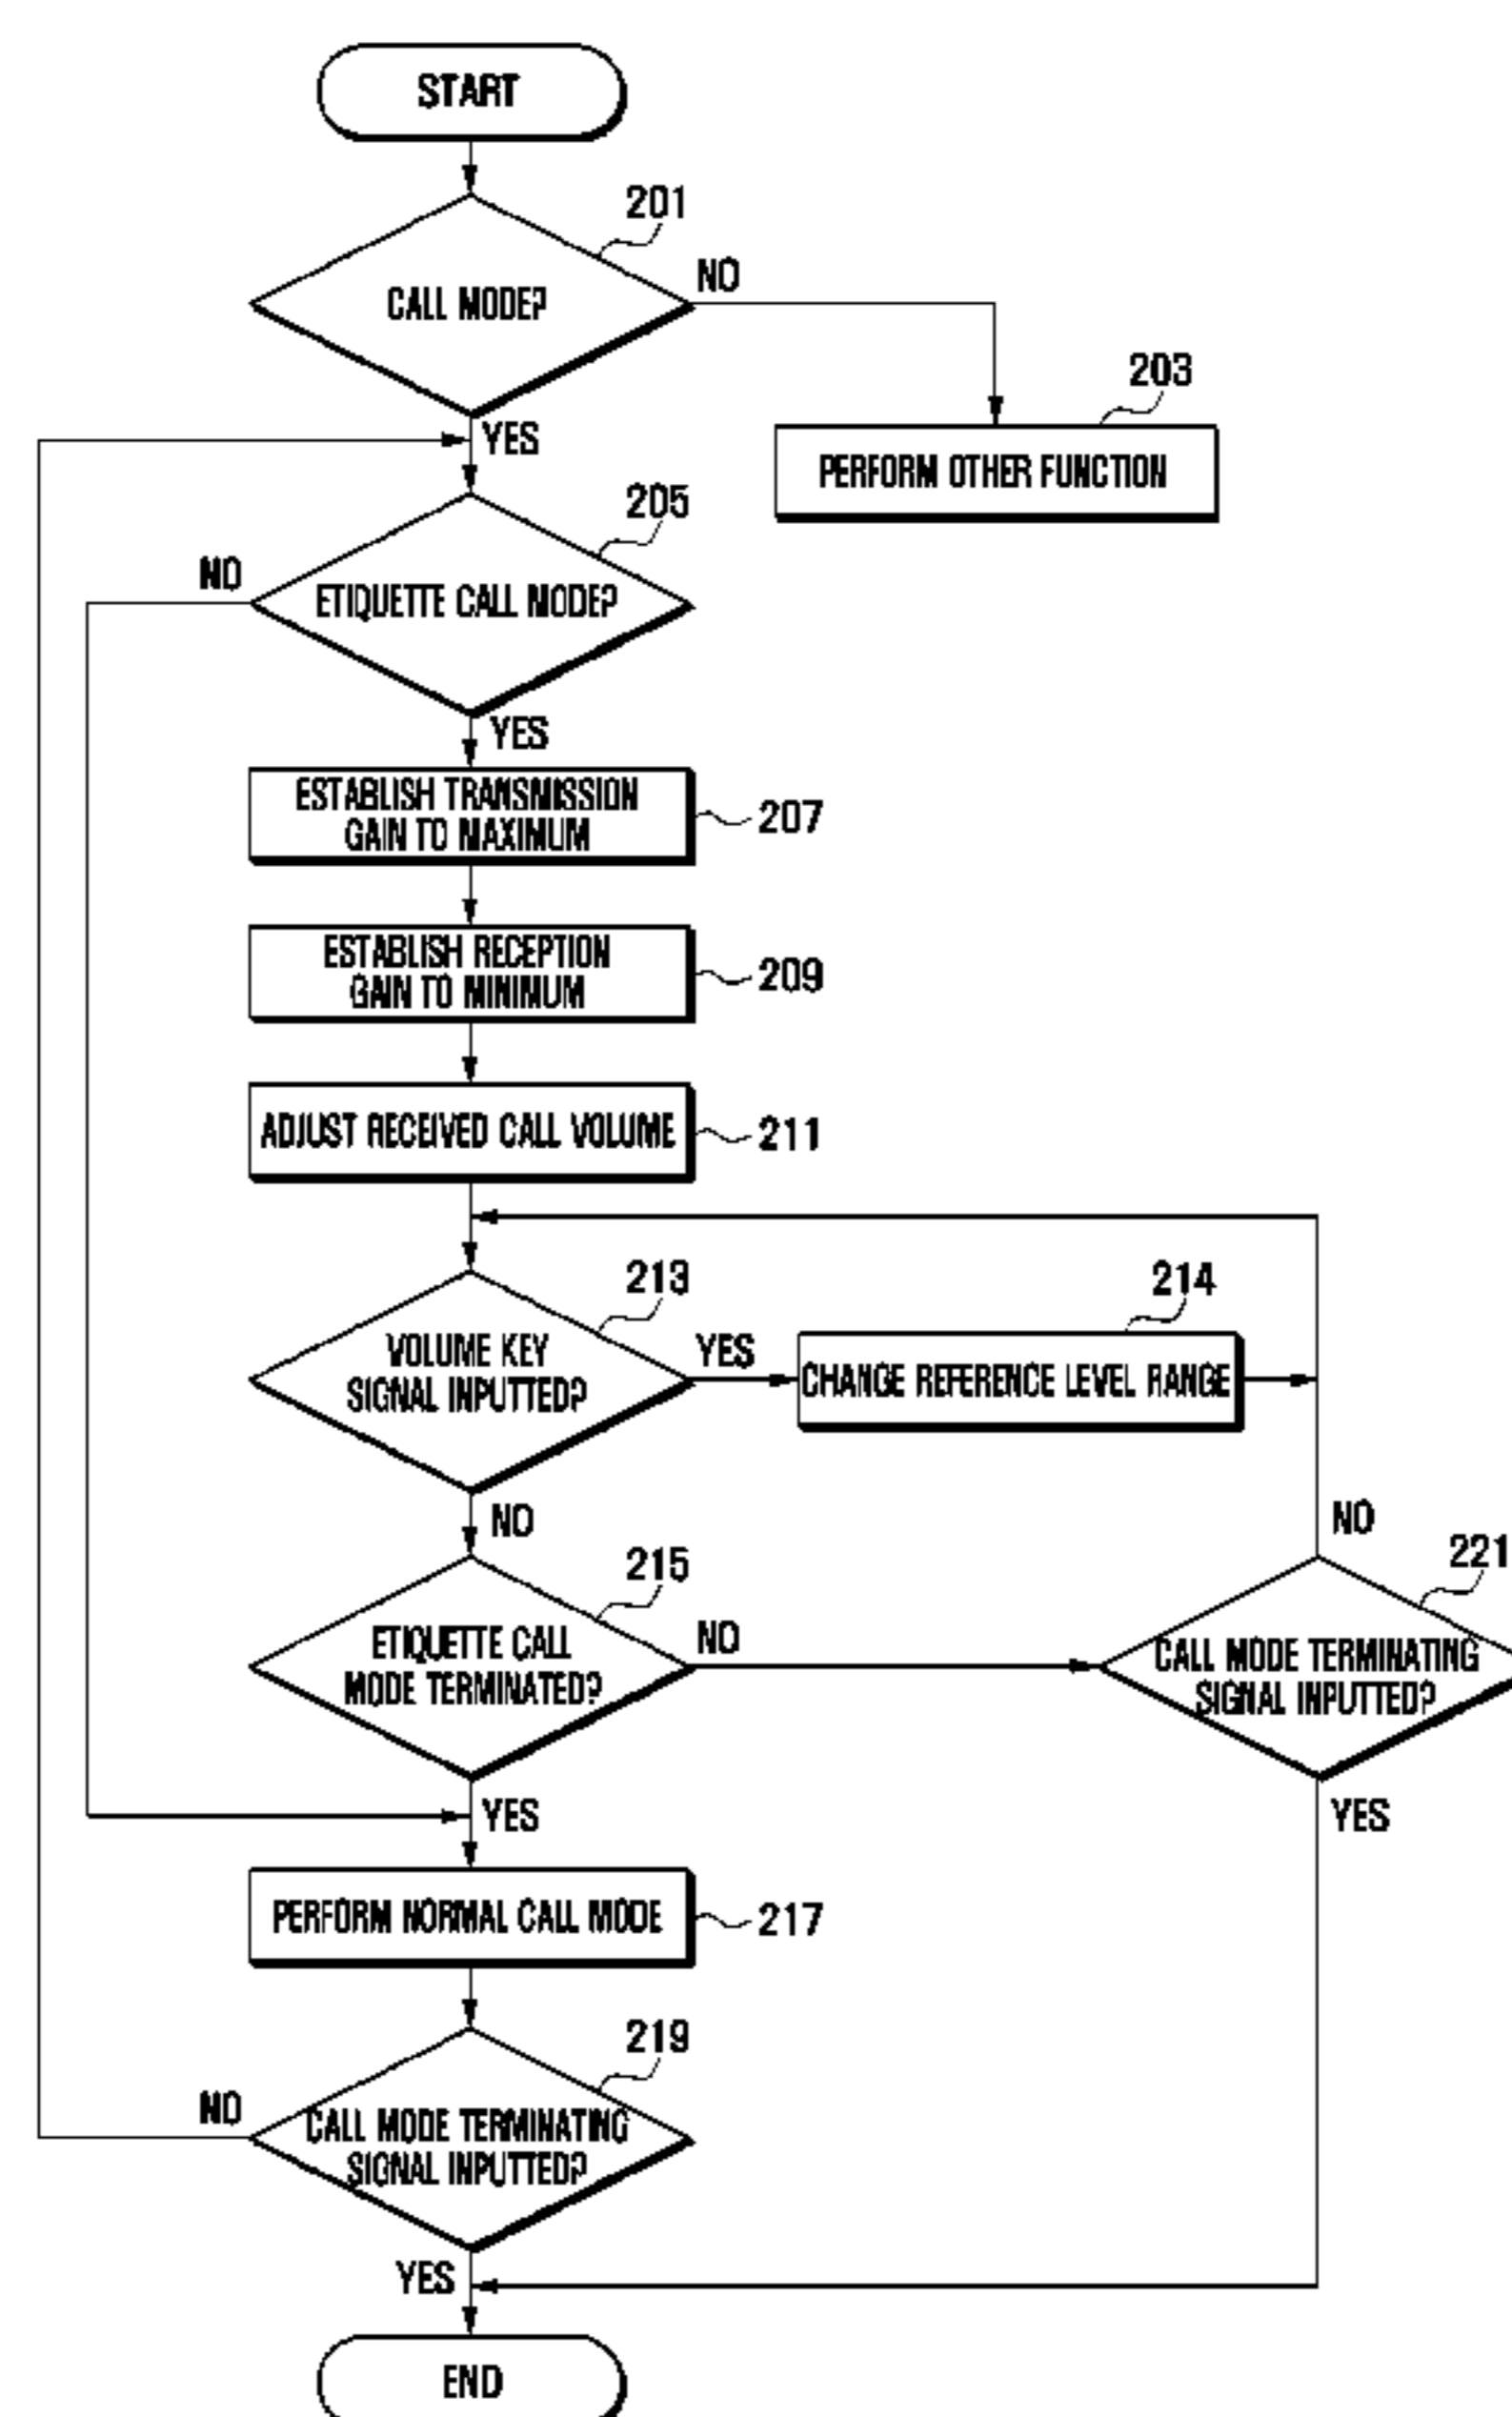 START
201
CALL MODE?
NO
203
YES
PERFORM OTHER FUNCTION
205
NO
ETIQUETTE CALL MODE?
YES
ESTABLISH TRANSMISSION
GAIN TO MAXIMUM
207
ESTABLISH RECEPTION
GAIN TO MINIMUM
209
ADJUST RECEIVED CALL VOLUME
211
213
214
VOLUME KEY
SIGNAL INPUTTED?
YES
CHANGE REFERENCE LEVEL RANGE
NO
NO
215
221
ETIQUETTE CALL
MODE TERMINATED?
NO
CALL MODE TERMINATING
SIGNAL INPUTTED?
YES
YES
PERFORM NORMAL CALL MODE
217
219
NO
CALL MODE TERMINATING
SIGNAL INPUTTED?
YES
END